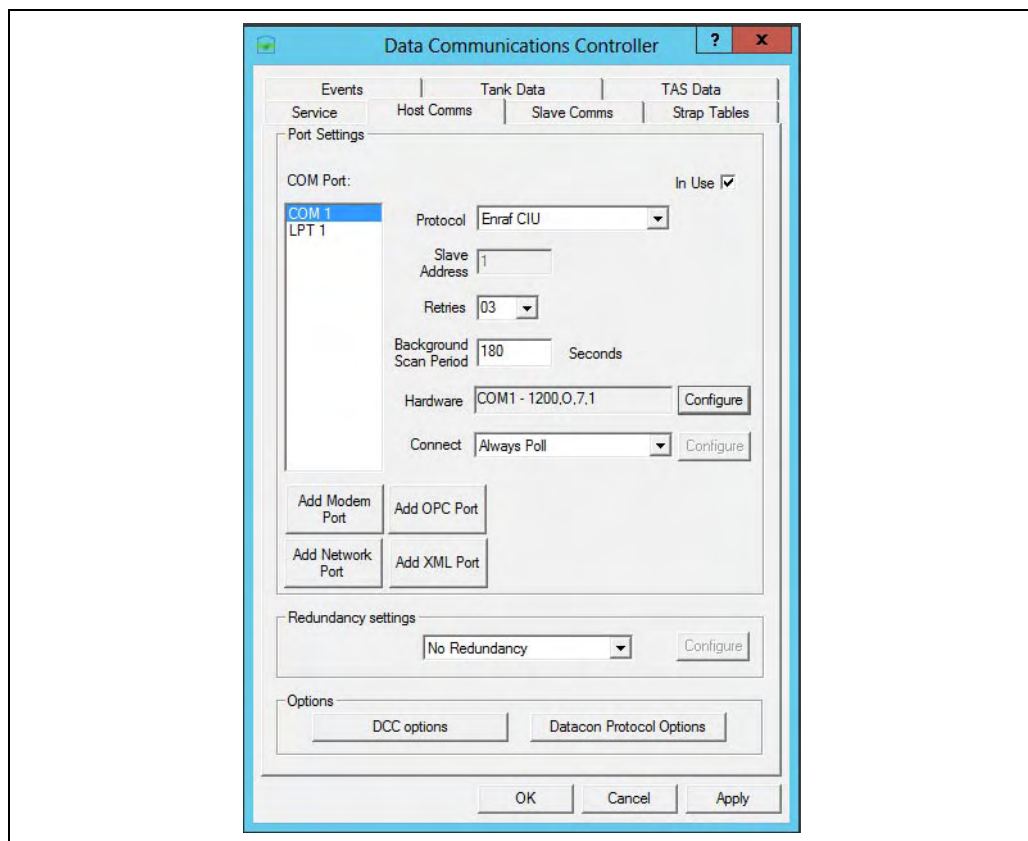 Data Communications Controller ? x
Events Tank Data TAS Data
Service Host Comms Slave Comms Strap Tables
Port Settings
COM Port: In Use
COM 1
LPT 1
Protocol Enraf CIU
Slave
Address 1
Retries 03
Background
Scan Period 180 Seconds
Hardware COM1 - 1200,O,7,1 Configure
Connect Always Poll Configure
Add Modem
Port
Add OPC Port
Add Network
Port
Add XML Port
Redundancy settings
No Redundancy Configure
Options
DCC options Datacon Protocol Options
OK Cancel Apply